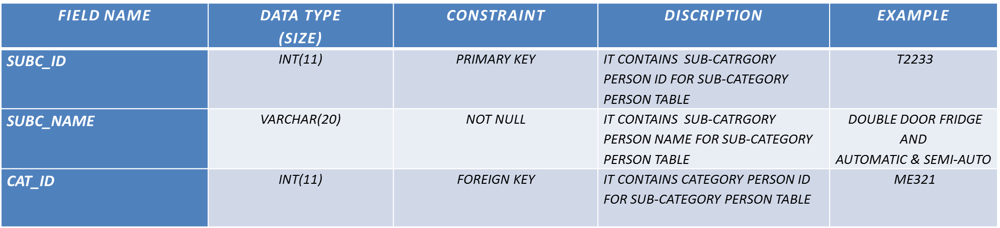 FIELD NAME
DATA TYPE
(SIZE)
CONSTRAINT
DISCRIPTION
EXAMPLE
SUBC_ID
INT(11)
PRIMARY KEY
IT CONTAINS  SUB-CATRGORY
PERSON ID FOR SUB-CATEGORY
PERSON TABLE
T2233
SUBC_NAME
VARCHAR(20)
NOT NULL
IT CONTAINS  SUB-CATRGORY
PERSON NAME FOR SUB-CATEGORY
PERSON TABLE
DOUBLE DOOR FRIDGE
AND
AUTOMATIC & SEMI-AUTO
CAT_ID
INT(11)
FOREIGN KEY
IT CONTAINS CATEGORY PERSON ID
FOR SUB-CATEGORY PERSON TABLE
ME321